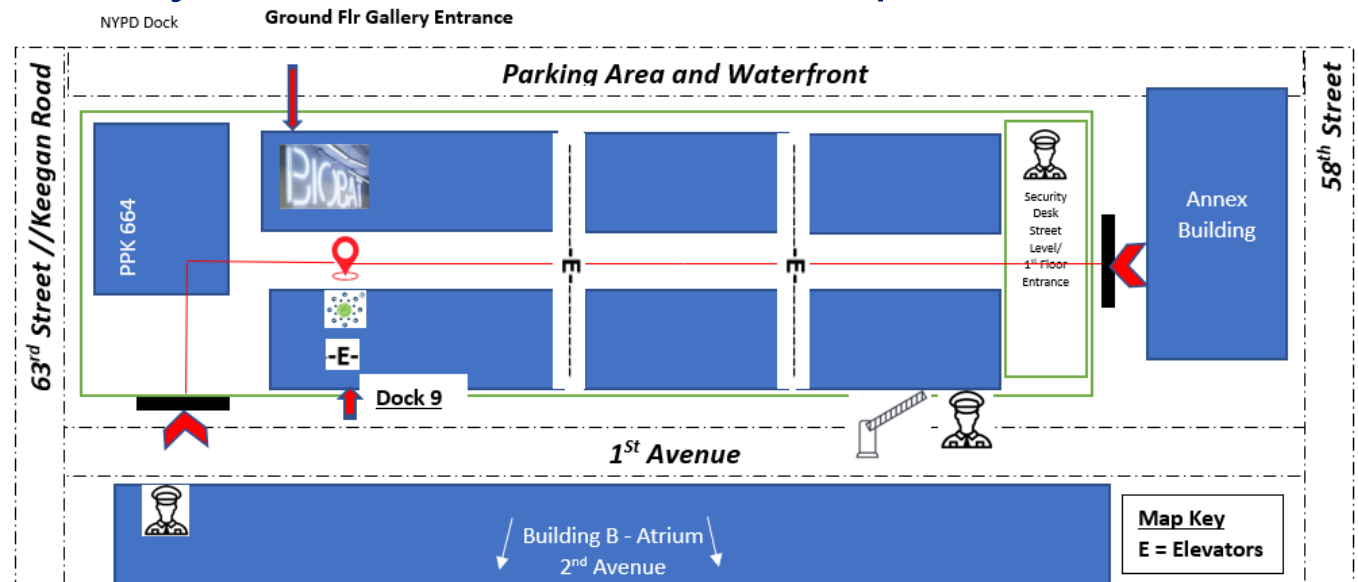 NYPD Dock
Ground Flr Gallery Entrance
Parking Area and Waterfront
63rd Street //Keegan Road
58th Street
PPK 664
BIOBAT
Security
Desk
Street
Level/
1st Floor
Entrance
Annex
Building
-E-
-E-
-E-
Dock 9
1St Avenue
Building B - Atrium
2nd Avenue
Map Key
E = Elevators